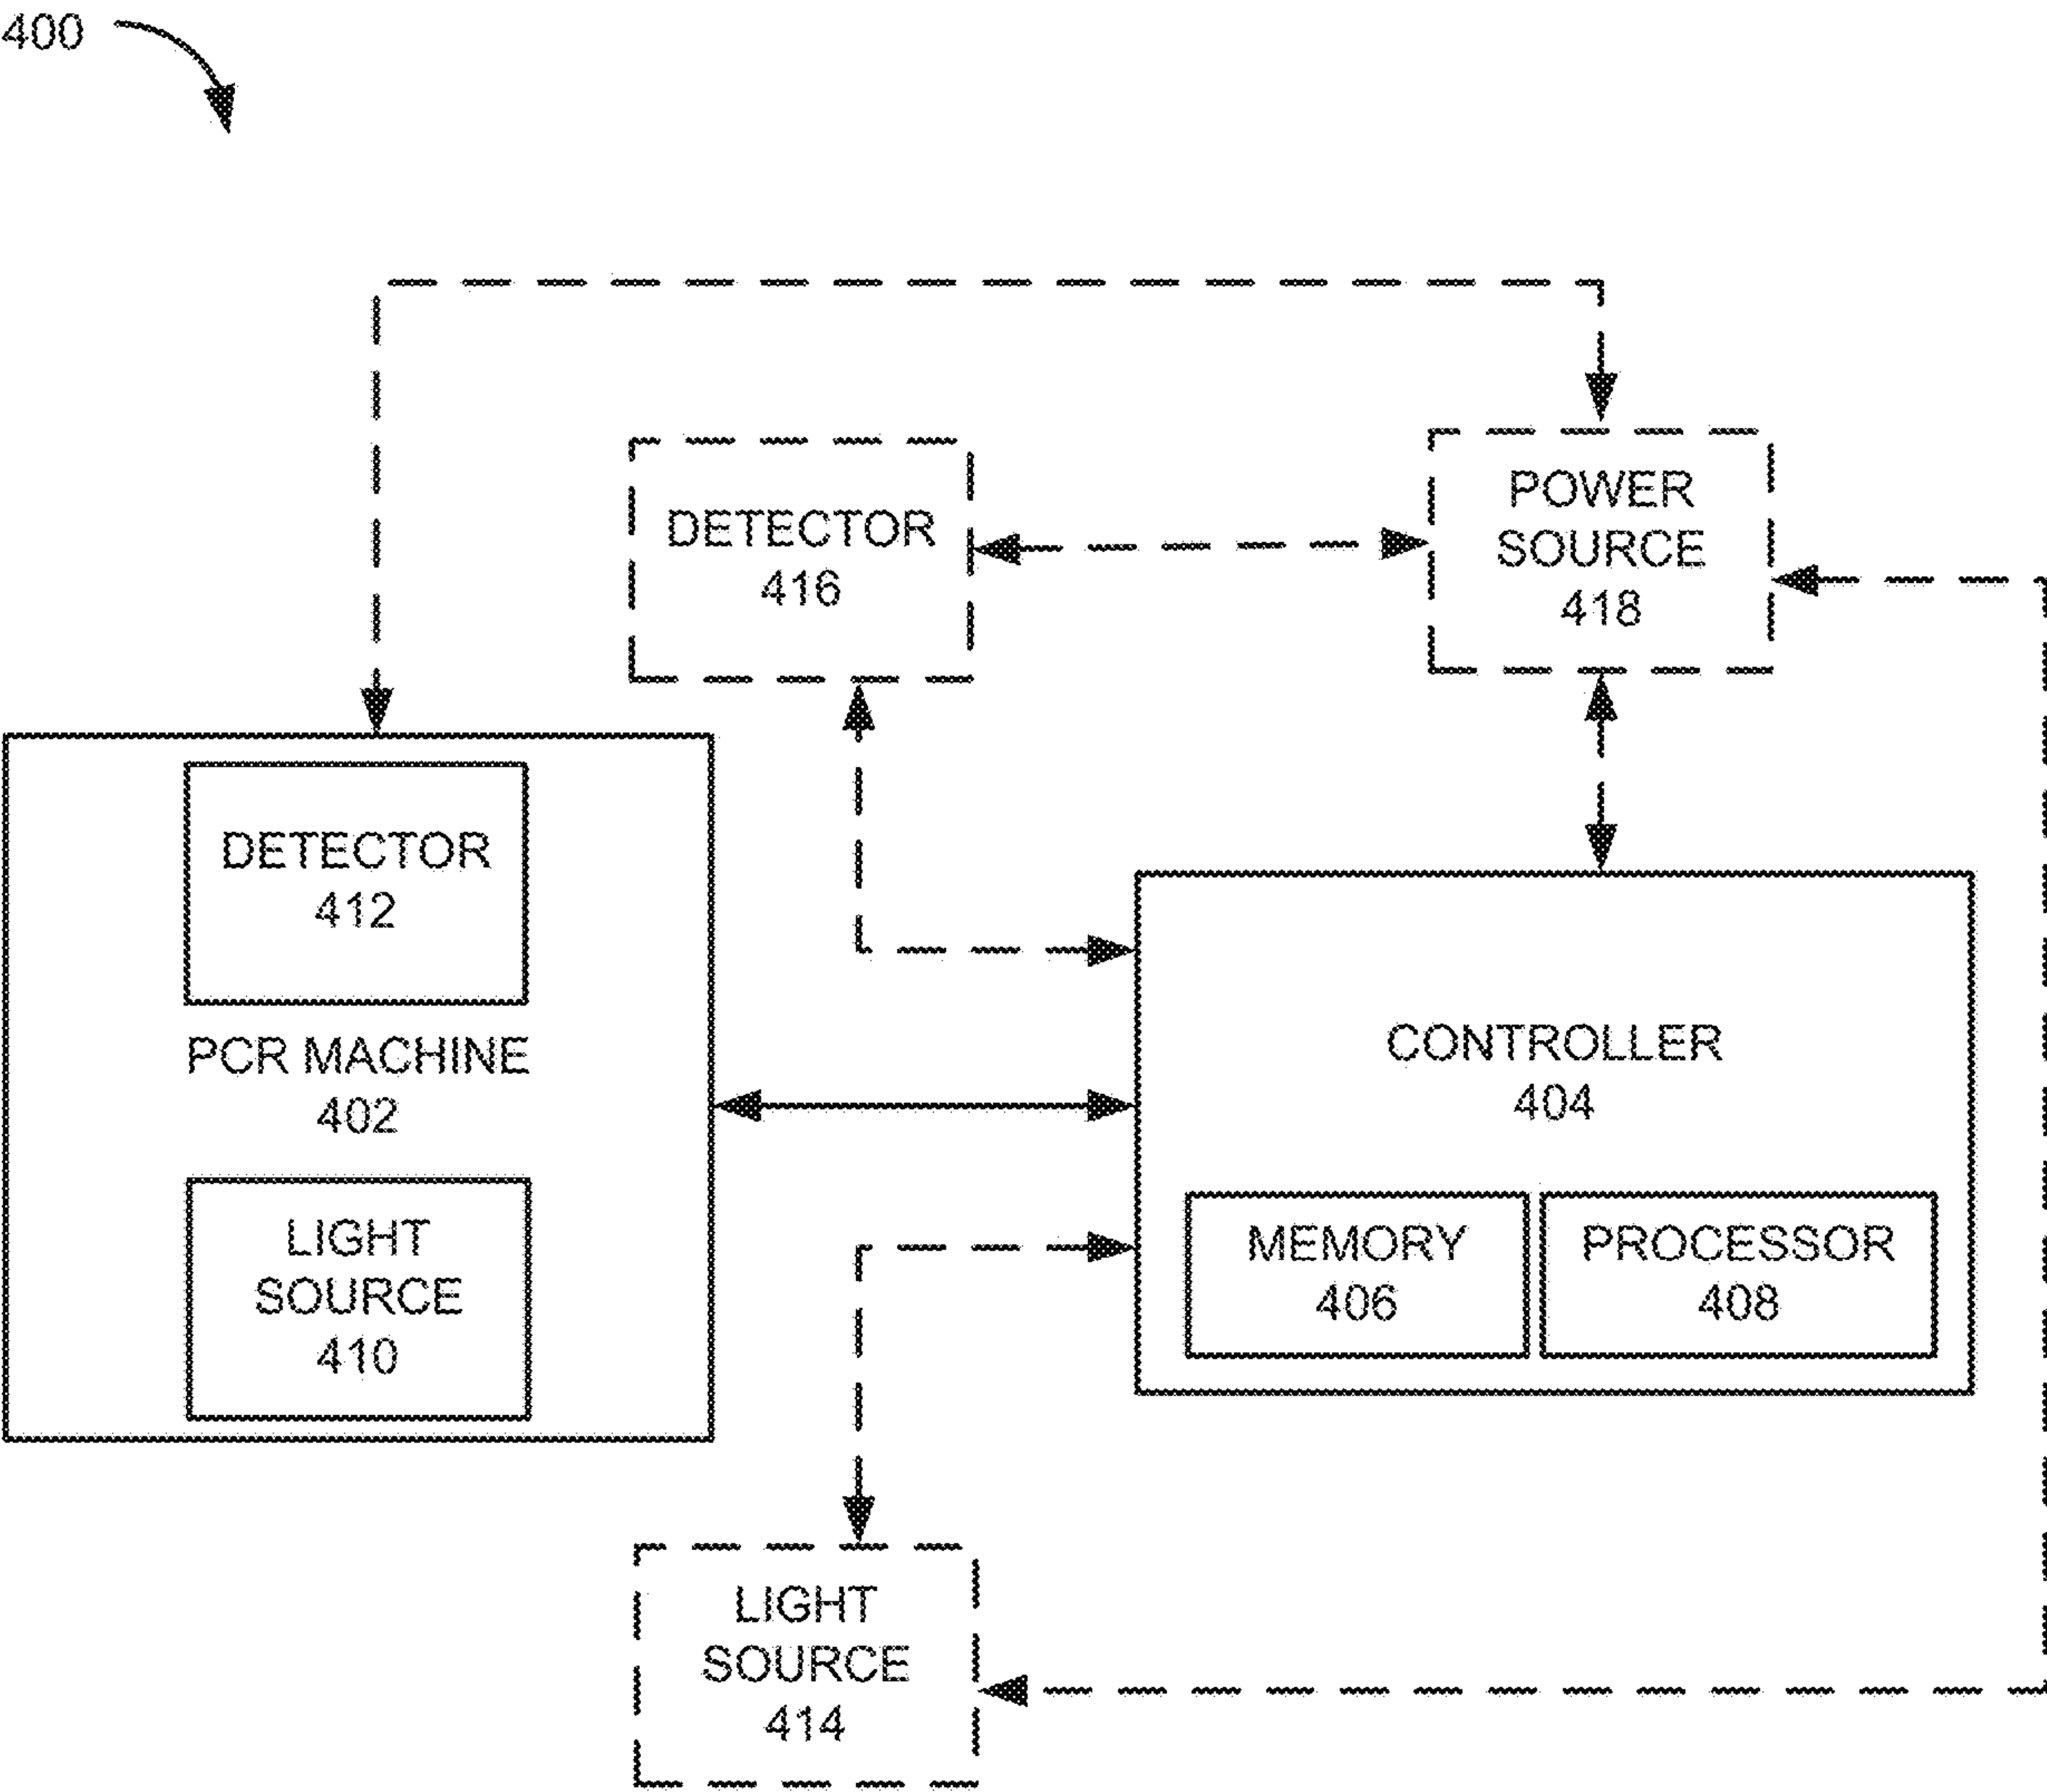 400
DETECTOR
416
POWER
SOURCE
418
DETECTOR
412
PCR MACHINE
402
LIGHT
SOURCE
410
CONTROLLER
404
MEMORY
406
PROCESSOR
408
LIGHT
SOURCE
414